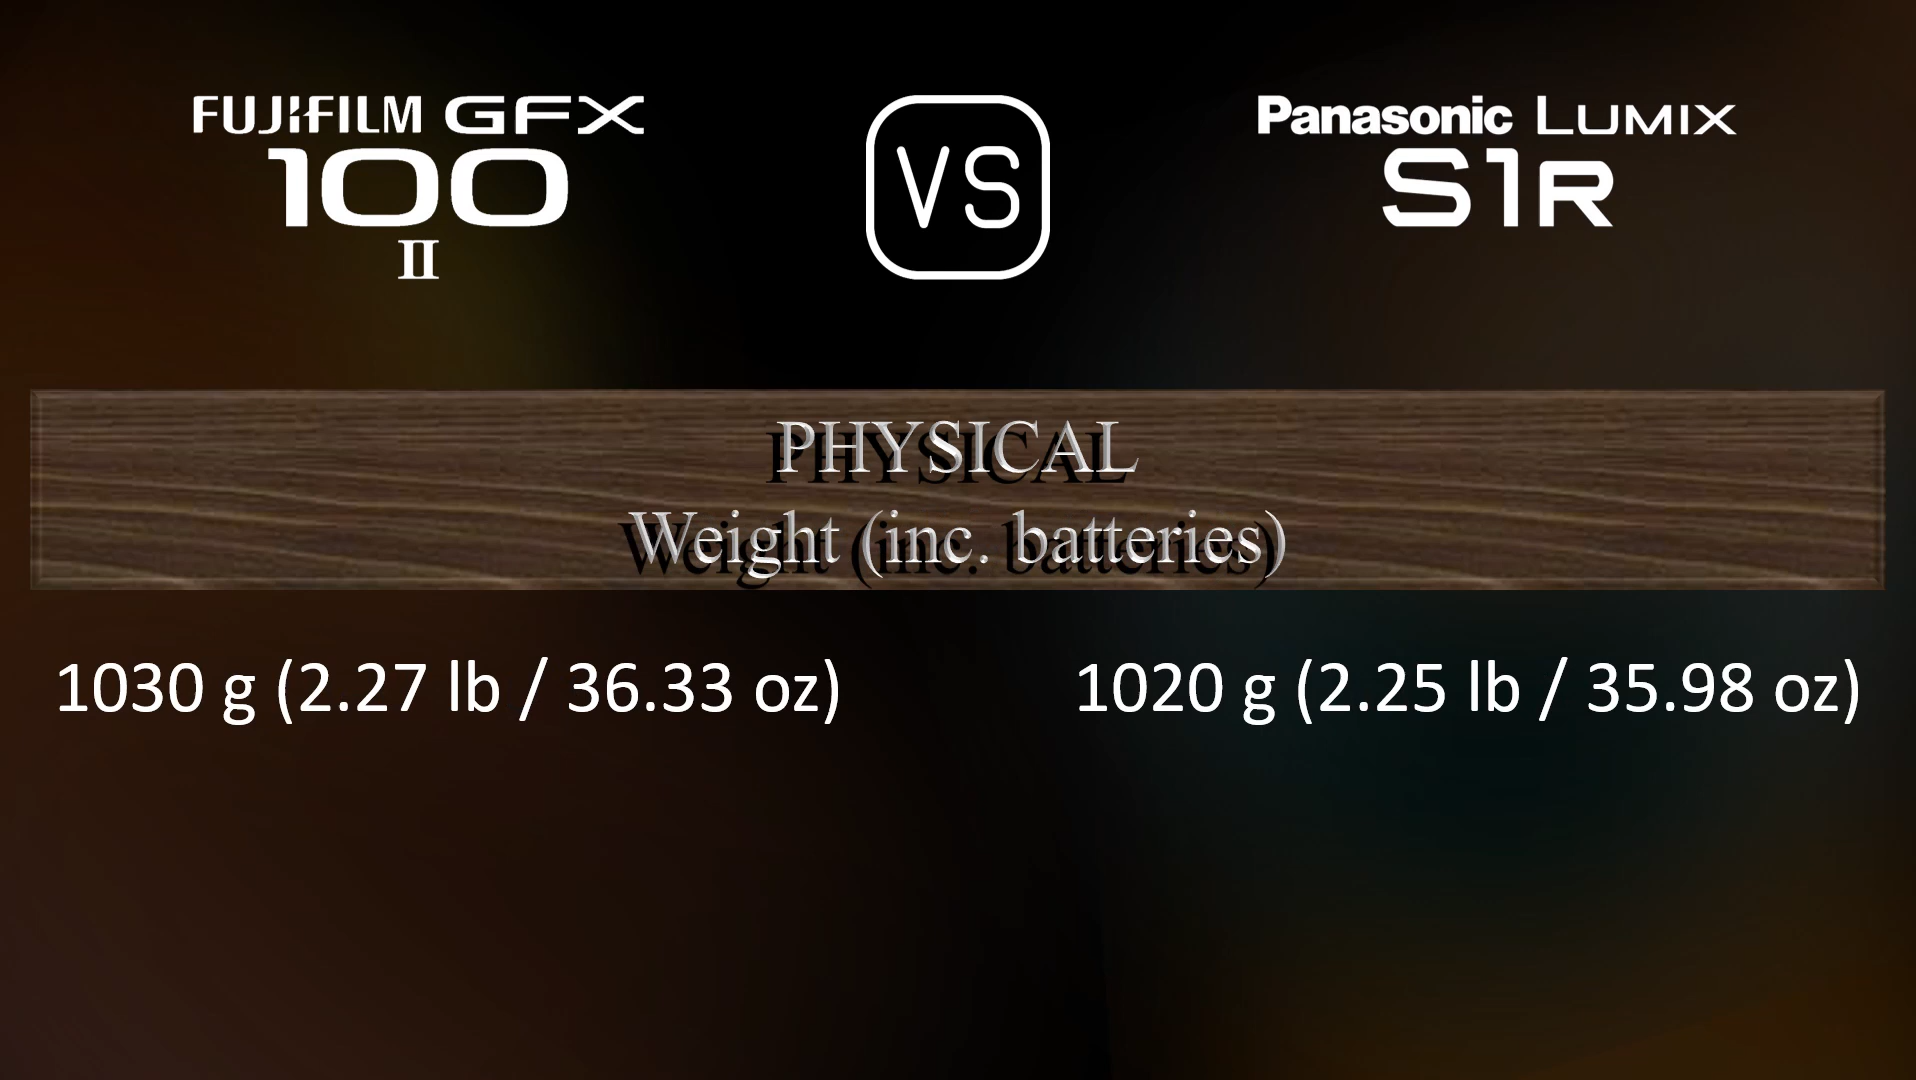 FUJIFILM GFX
100
II
VS
Panasonic LUMIX
S1R
PHYSICAL
Weight (inc. batteries)
1030 g (2.27 lb / 36.33 oz)
1020 g (2.25 lb / 35.98 oz)